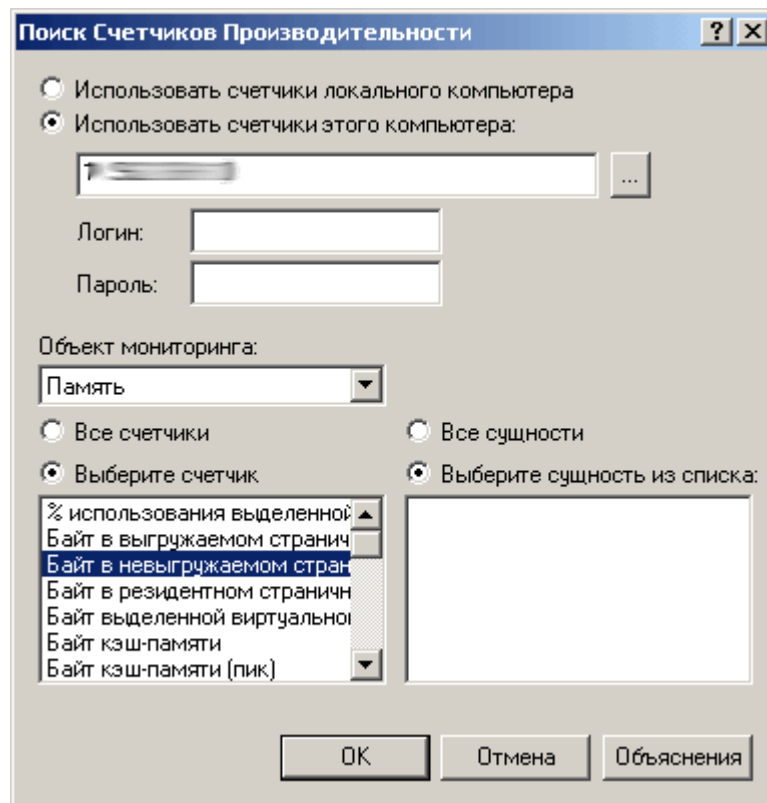 Поиск Счетчиков Производительности
Использовать счетчики локального компьютера
Использовать счетчики этого компьютера:
...
Логин:
Пароль:
Объект мониторинга:
Память
Все счетчики
Все сущности
Выберите счетчик
Выберите сущность из списка:
% использования выделенной
Байт в выгружаемом странич
Байт в невыгружаемом стран
Байт в резидентном страничн
Байт выделенной виртуально
Байт кэш-памяти
Байт кэш-памяти (пик)
OK
Отмена
Объяснения